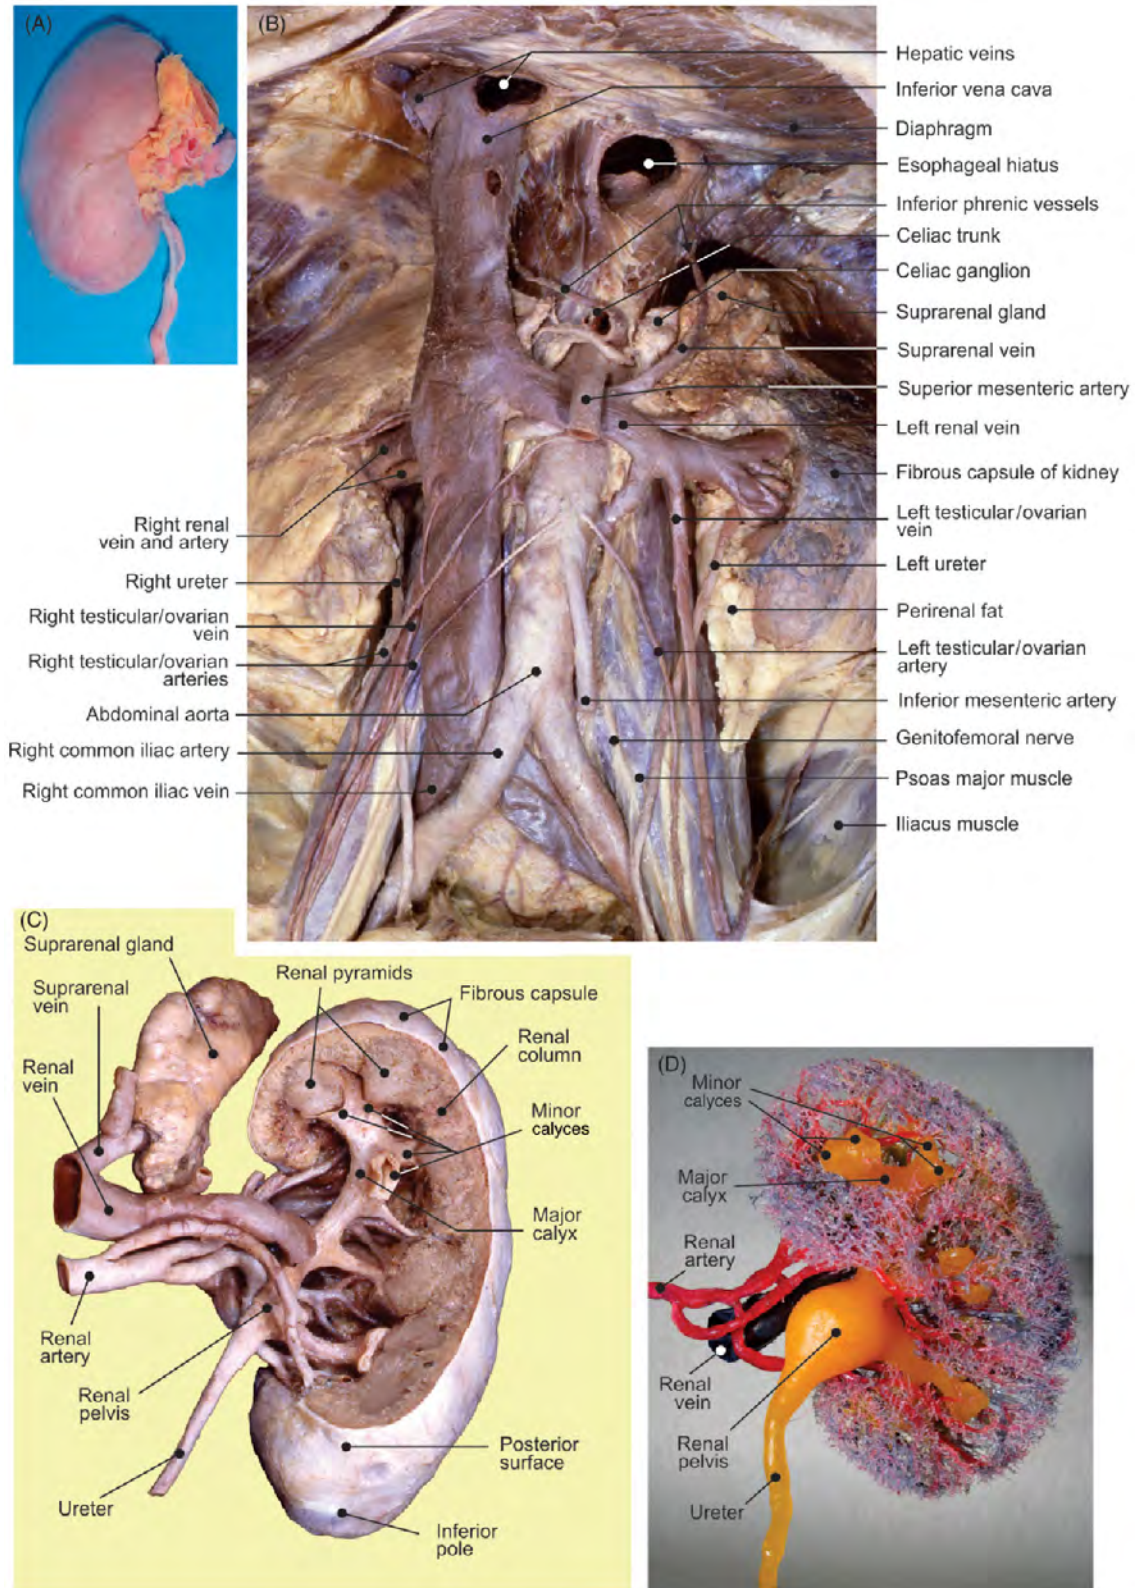 (A)
(B)
Hepatic veins
Inferior vena cava
Diaphragm
Esophageal hiatus
Inferior phrenic vessels
Celiac trunk
Celiac ganglion
Suprarenal gland
Suprarenal vein
Superior mesenteric artery
Left renal vein
Fibrous capsule of kidney
Left testicular/ovarian
vein
Left ureter
Perirenal fat
Left testicular/ovarian
artery
Inferior mesenteric artery
Genitofemoral nerve
Psoas major muscle
Iliacus muscle
Right renal
vein and artery
Right ureter
Right testicular/ovarian
vein
Right testicular/ovarian
arteries
Abdominal aorta
Right common iliac artery
Right common iliac vein
(C)
Suprarenal gland
Suprarenal
vein
Renal
vein
Renal pyramids
Fibrous capsule
Renal
column
Minor
calyces
Major
calyx
Renal
artery
Renal
pelvis
Ureter
Posterior
surface
Inferior
pole
(D)
Minor
calyces
Major
calyx
Renal
artery
Renal
vein
Renal
pelvis
Ureter